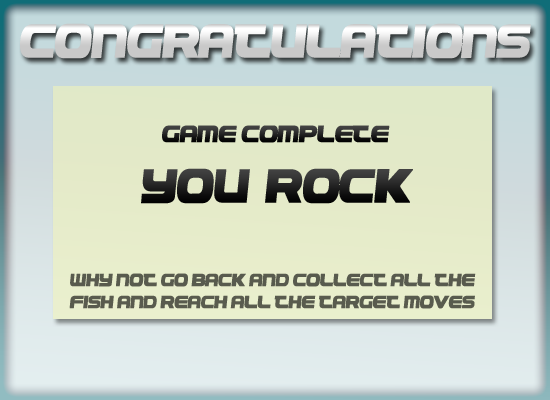 CONGRATULATIONS
GAME COMPLETE
YOU ROCK
WHY NOT GO BACK AND COLLECT ALL THE
FISH AND REACH ALL THE TARGET MOVES